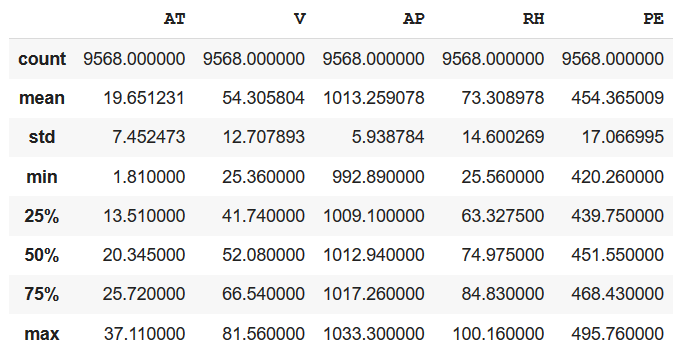 AT V AP RH PE
count 9568.000000 9568.000000 9568.000000 9568.000000 9568.000000
mean 19.651231 54.305804 1013.259078 73.308978 454.365009
std 7.452473 12.707893 5.938784 14.600269 17.066995
min 1.810000 25.360000 992.890000 25.560000 420.260000
25% 13.510000 41.740000 1009.100000 63.327500 439.750000
50% 20.345000 52.080000 1012.940000 74.975000 451.550000
75% 25.720000 66.540000 1017.260000 84.830000 468.430000
max 37.110000 81.560000 1033.300000 100.160000 495.760000